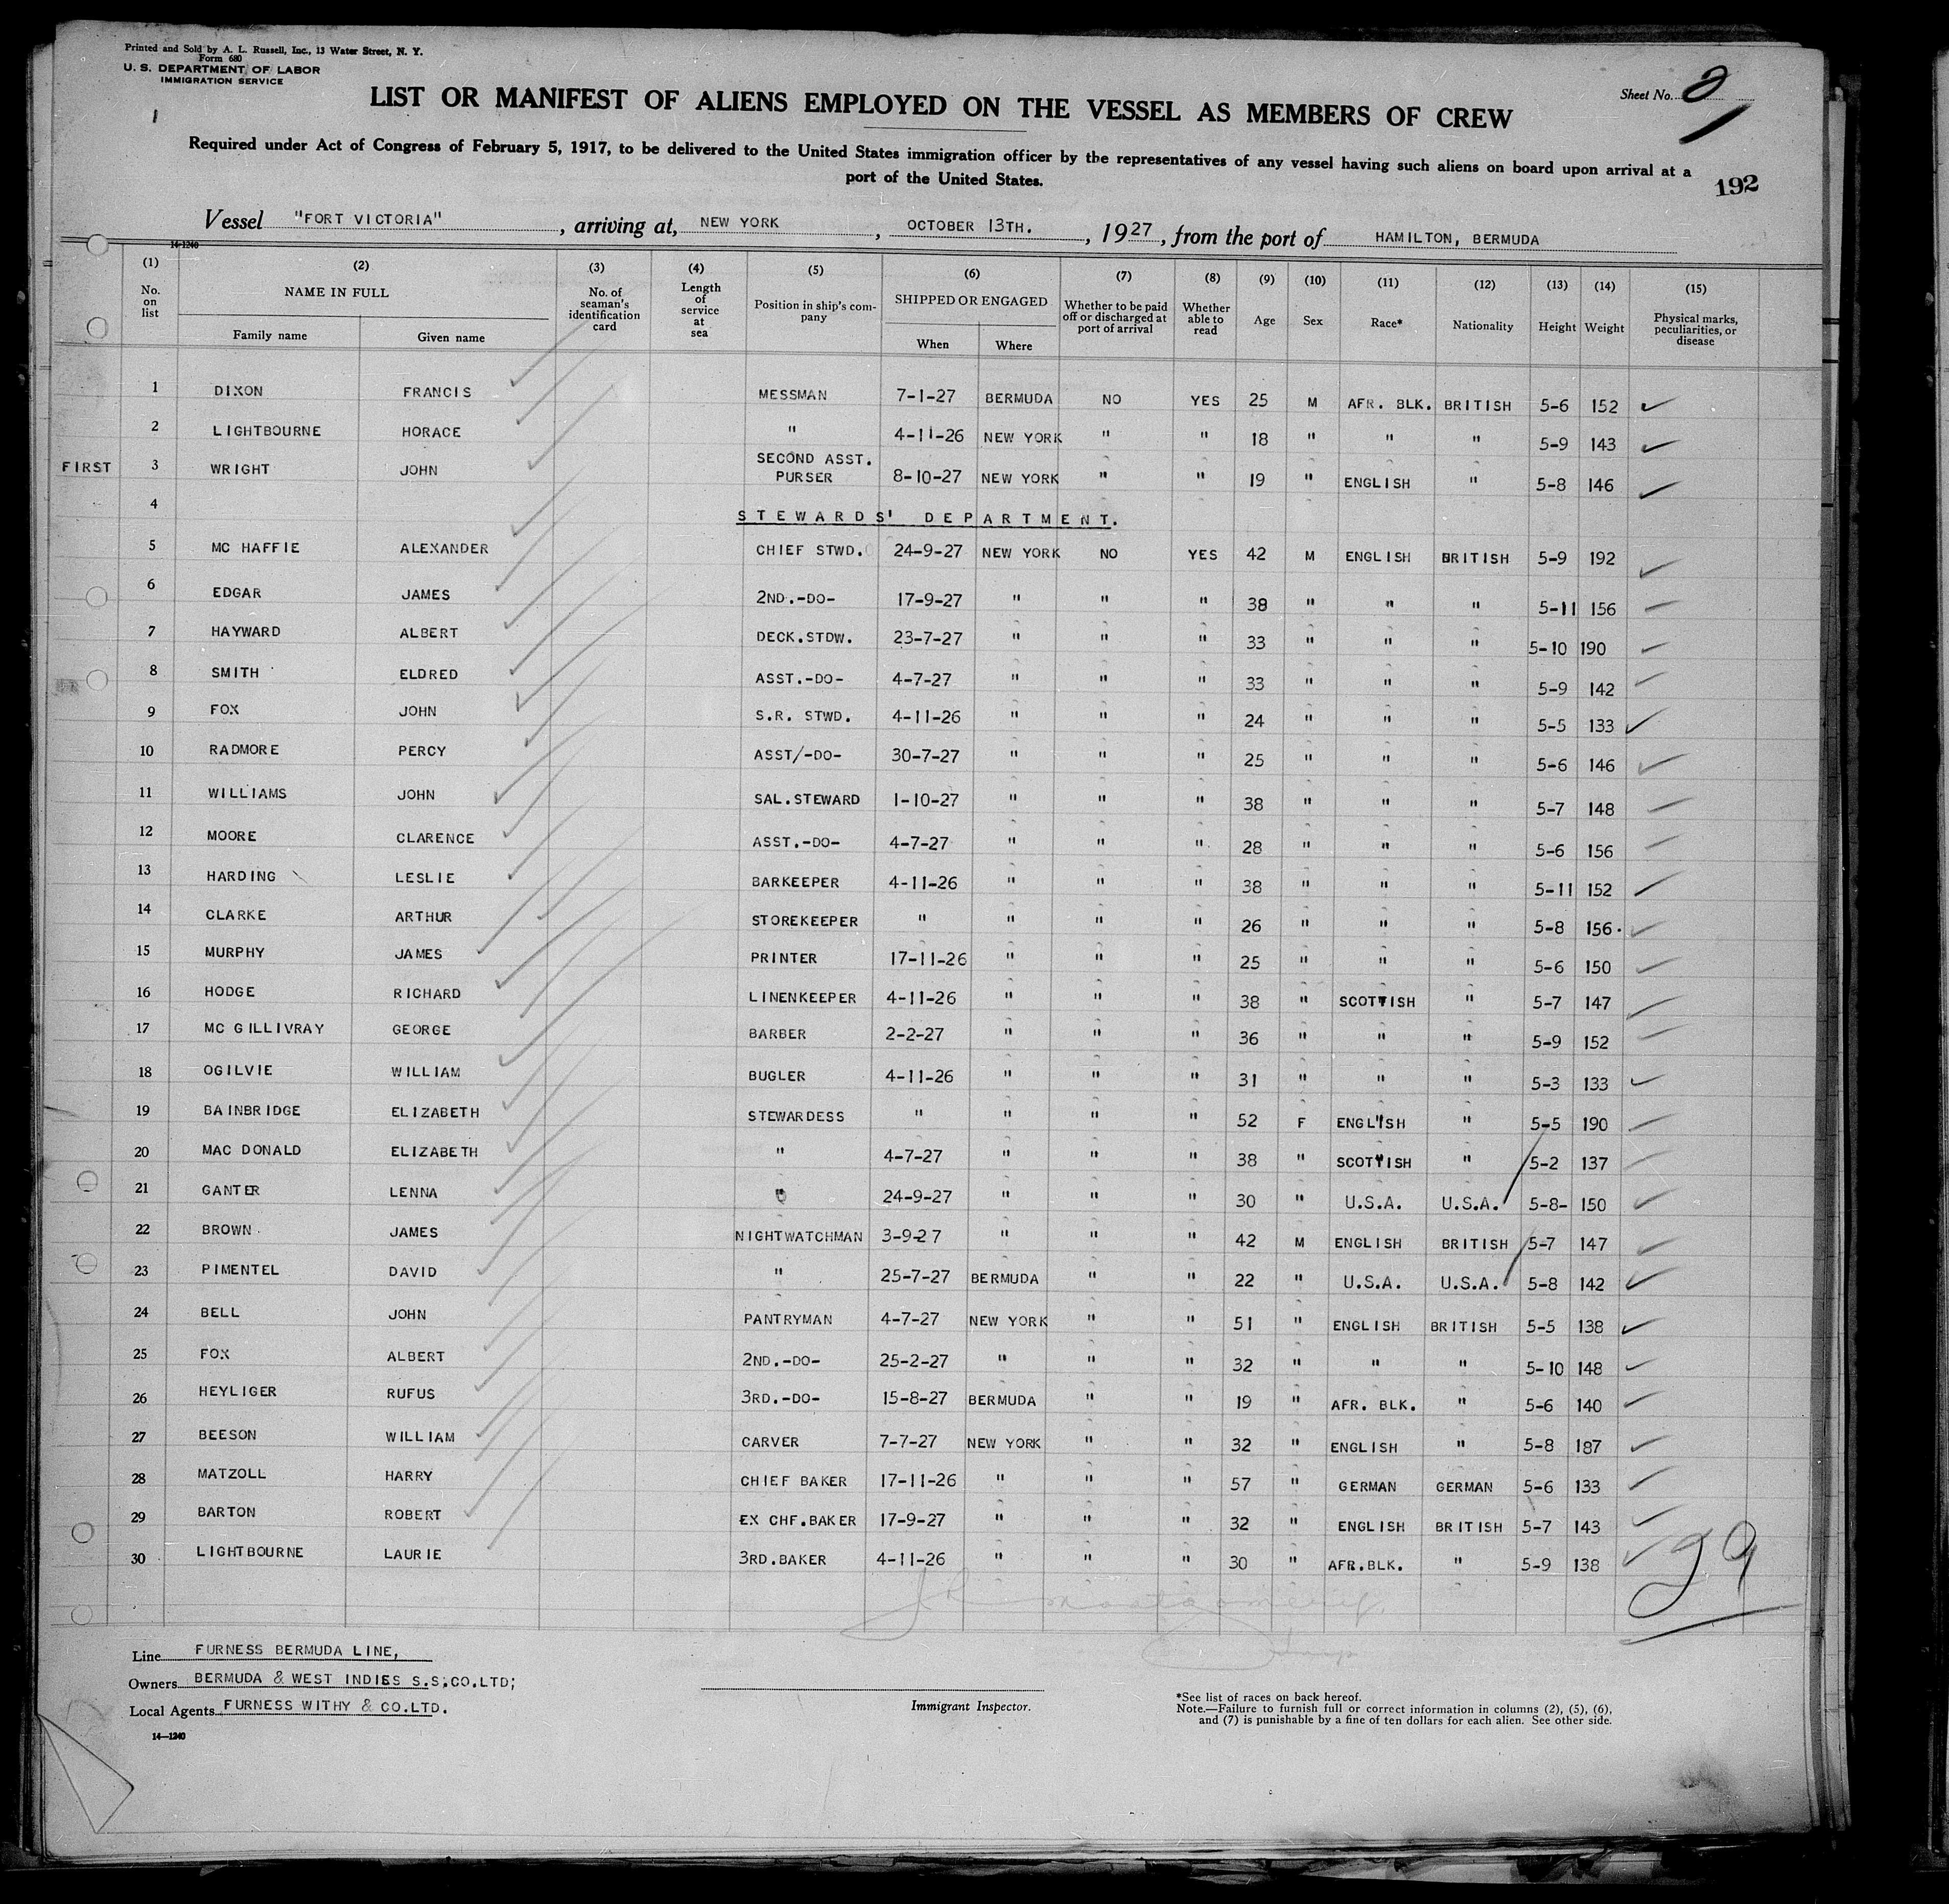 Printed and Sold by A. L. Russell, Inc., 13 Water Street, N. Y.
Form 680
U. S. DEPARTMENT OF LABOR
IMMIGRATION SERVICE
Sheet No. 2
LIST OR MANIFEST OF ALIENS EMPLOYED ON THE VESSEL AS MEMBERS OF CREW
Required under Act of Congress of February 5, 1917, to be delivered to the United States immigration officer by the representatives of any vessel having such aliens on board upon arrival at a
port of the United States.
192
Vessel "FORT VICTORIA", arriving at, NEW YORK, OCTOBER 13TH., 1927, from the port of HAMILTON, BERMUDA
14-1240
(1) (2) (3) (4) (5) (6) (7) (8) (9) (10) (11) (12) (13) (14) (15)
No. on list NAME IN FULL Family name Given name No. of seaman's identification card Length of service at sea Position in ship's company SHIPPED OR ENGAGED When Where Whether to be paid off or discharged at port of arrival Whether able to read Age Sex Race* Nationality Height Weight Physical marks, peculiarities, or disease
1 DIXON FRANCIS MESSMAN 7-1-27 BERMUDA NO YES 25 M AFR. BLK. BRITISH 5-6 152
2 LIGHTBOURNE HORACE " 4-11-26 NEW YORK " " 18 " " " 5-9 143
FIRST 3 WRIGHT JOHN SECOND ASST. PURSER 8-10-27 NEW YORK " " 19 " ENGLISH " 5-8 146
4 STEWARDS' DEPARTMENT.
5 MC HAFFIE ALEXANDER CHIEF STWD. 24-9-27 NEW YORK NO YES 42 M ENGLISH BRITISH 5-9 192
6 EDGAR JAMES 2ND.-DO- 17-9-27 " " " 38 " " " 5-11 156
7 HAYWARD ALBERT DECK.STDW. 23-7-27 " " " 33 " " " 5-10 190
8 SMITH ELDRED ASST.-DO- 4-7-27 " " " 33 " " " 5-9 142
9 FOX JOHN S.R. STWD. 4-11-26 " " " 24 " " " 5-5 133
10 RADMORE PERCY ASST/-DO- 30-7-27 " " " 25 " " " 5-6 146
11 WILLIAMS JOHN SAL.STEWARD 1-10-27 " " " 38 " " " 5-7 148
12 MOORE CLARENCE ASST.-DO- 4-7-27 " " " 28 " " " 5-6 156
13 HARDING LESLIE BARKEEPER 4-11-26 " " " 38 " " " 5-11 152
14 CLARKE ARTHUR STOREKEEPER " " " " 26 " " " 5-8 156.
15 MURPHY JAMES PRINTER 17-11-26 " " " 25 " " " 5-6 150
16 HODGE RICHARD LINENKEEPER 4-11-26 " " " 38 " SCOTTISH " 5-7 147
17 MC GILLIVRAY GEORGE BARBER 2-2-27 " " " 36 " " " 5-9 152
18 OGILVIE WILLIAM BUGLER 4-11-26 " " " 31 " " " 5-3 133
19 BAINBRIDGE ELIZABETH STEWARDESS " " " " 52 F ENGLISH " 5-5 190
20 MAC DONALD ELIZABETH " 4-7-27 " " " 38 " SCOTTISH " 5-2 137
21 GANTER LENNA " 24-9-27 " " " 30 " U.S.A. U.S.A. 5-8- 150
22 BROWN JAMES NIGHTWATCHMAN 3-9-27 " " " 42 M ENGLISH BRITISH 5-7 147
23 PIMENTEL DAVID " 25-7-27 BERMUDA " " 22 " U.S.A. U.S.A. 5-8 142
24 BELL JOHN PANTRYMAN 4-7-27 NEW YORK " " 51 " ENGLISH BRITISH 5-5 138
25 FOX ALBERT 2ND.-DO- 25-2-27 " " " 32 " " " 5-10 148
26 HEYLIGER RUFUS 3RD.-DO- 15-8-27 BERMUDA " " 19 " AFR. BLK. " 5-6 140
27 BEESON WILLIAM CARVER 7-7-27 NEW YORK " " 32 " ENGLISH " 5-8 187
28 MATZOLL HARRY CHIEF BAKER 17-11-26 " " " 57 " GERMAN GERMAN 5-6 133
29 BARTON ROBERT EX CHF.BAKER 17-9-27 " " " 32 " ENGLISH BRITISH 5-7 143
30 LIGHTBOURNE LAURIE 3RD.BAKER 4-11-26 " " " 30 " AFR.BLK. " 5-9 138
29
Line FURNESS BERMUDA LINE,
Owners BERMUDA & WEST INDIES S.S.CO.LTD;
Local Agents FURNESS WITHY & CO.LTD.
14-1240
Immigrant Inspector.
*See list of races on back hereof.
Note.—Failure to furnish full or correct information in columns (2), (5), (6),
and (7) is punishable by a fine of ten dollars for each alien. See other side.